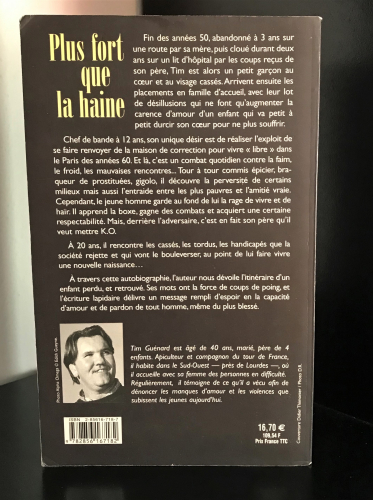 Plus fort
que
la haine
Fin des années 50, abandonné à 3 ans sur
une route par sa mère, puis cloué durant deux
ans sur un lit d'hôpital par les coups reçus de
son père, Tim est alors un petit garçon au
cœur et au visage cassés. Arrivent ensuite les
placements en famille d'accueil, avec leur lot
de désillusions qui ne font qu'augmenter la
carence d'amour d'un enfant qui va petit à
petit durcir son cœur pour ne plus souffrir.
Chef de bande à 12 ans, son unique désir est de réaliser l'exploit de
se faire renvoyer de la maison de correction pour vivre « libre » dans
le Paris des années 60. Et là, c'est un combat quotidien contre la faim,
le froid, les mauvaises rencontres... Tour à tour commis épicier, bra-
queur de prostituées, gigolo, il découvre la perversité de certains
milieux mais aussi l'entraide entre les plus pauvres et l'amitié vraie.
Cependant, le jeune homme garde au fond de lui la rage de vivre et de
haïr. Il apprend la boxe, gagne des combats et acquiert une certaine
respectabilité. Mais, derrière l'adversaire, c'est en fait son père qu'il
veut mettre K.O.
À 20 ans, il rencontre les cassés, les tordus, les handicapés que la
société rejette et qui vont le bouleverser, au point de lui faire vivre
une nouvelle naissance...
À travers cette autobiographie, l'auteur nous dévoile l'itinéraire d'un
enfant perdu, et retrouvé. Ses mots ont la force de coups de poing, et
l'écriture lapidaire délivre un message rempli d'espoir en la capacité
d'amour et de pardon de tout homme, même du plus blessé.
Tim Guénard est âgé de 40 ans, marié, père de 4
enfants. Apiculteur et compagnon du tour de France,
il habite dans le Sud-Ouest — près de Lourdes —, où
il accueille avec sa femme des personnes en difficulté.
Régulièrement, il témoigne de ce qu'il a vécu afin de
dénoncer les manques d'amour et les violences que
subissent les jeunes aujourd'hui.
ISBN 2-85616-718-7
9 782856 167182
16,70 €
109,54 F
Prix France TTC